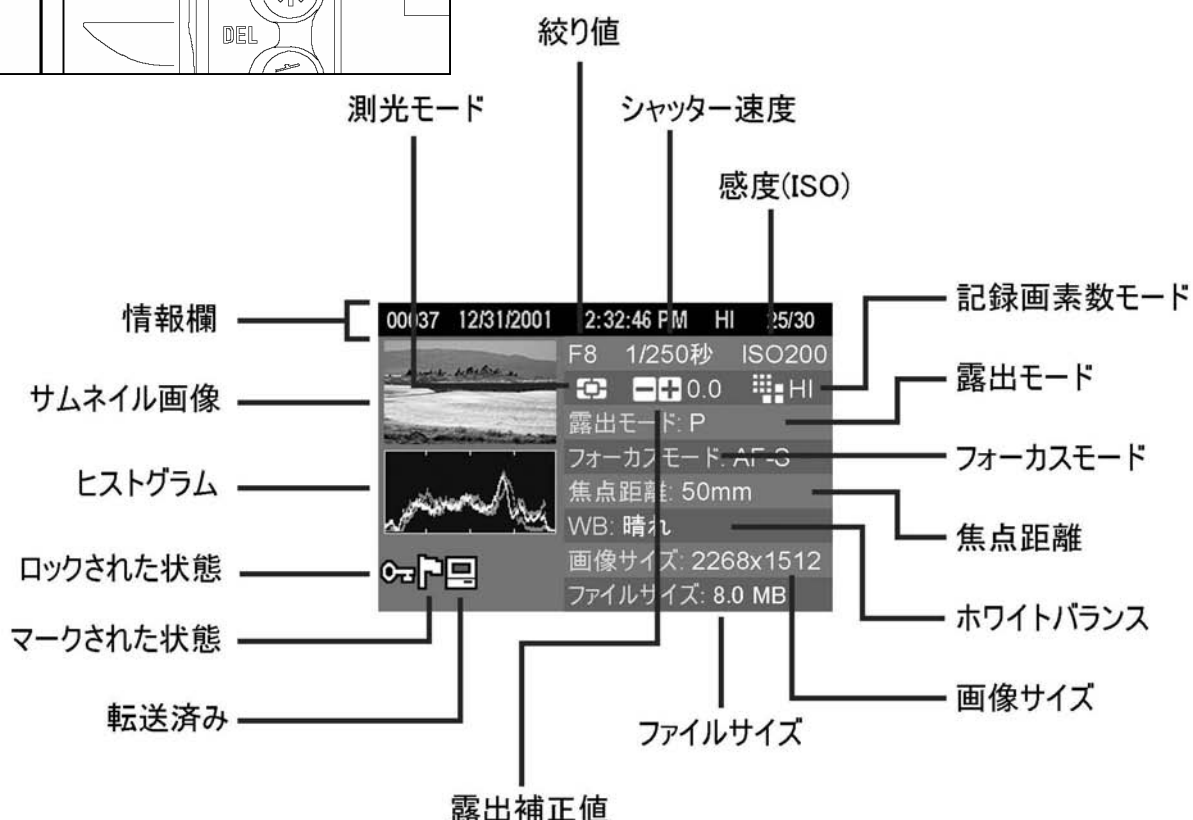 DEL
絞り値
測光モード
シャッター速度
感度(ISO)
記録画素数モード
情報欄
00037 12/31/2001 2:32:46 PM HI 25/30
F8 1/250秒 ISO200
サムネイル画像
0.0 HI
露出モード
露出モード: P
フォーカスモード: AF-S
フォーカスモード
ヒストグラム
焦点距離: 50mm
WB: 晴れ
焦点距離
ロックされた状態
画像サイズ: 2268x1512
ファイルサイズ: 8.0 MB
ホワイトバランス
マークされた状態
画像サイズ
転送済み
ファイルサイズ
露出補正値